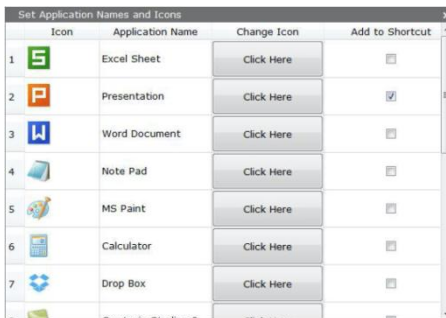 Set Application Names and Icons
Icon Application Name Change Icon Add to Shortcut
1 S Excel Sheet Click Here
2 P Presentation Click Here
3 W Word Document Click Here
4 Note Pad Click Here
5 MS Paint Click Here
6 Calculator Click Here
7 Drop Box Click Here